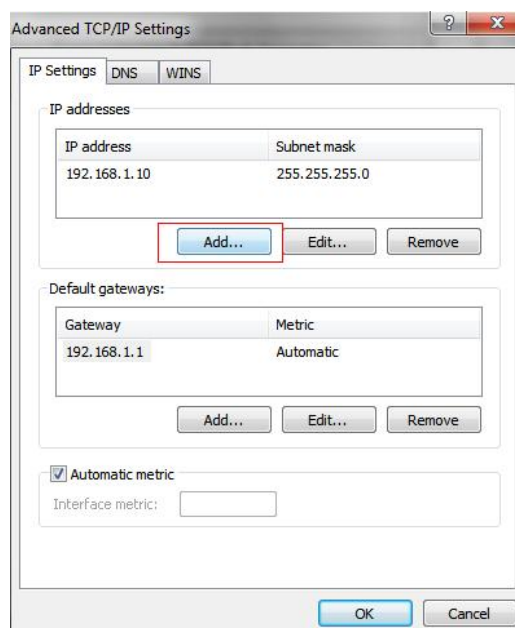 Advanced TCP/IP Settings
? X
IP Settings DNS WINS
IP addresses
IP address Subnet mask
192.168.1.10 255.255.255.0
Add... Edit... Remove
Default gateways:
Gateway Metric
192.168.1.1 Automatic
Add... Edit... Remove
Automatic metric
Interface metric:
OK Cancel